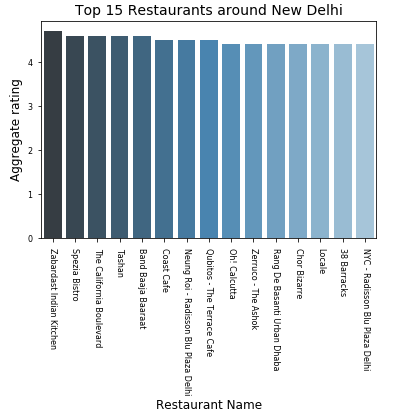 Top 15 Restaurants around New Delhi
Aggregate rating
4
3
2
1
0
Zabardast Indian Kitchen
Spezia Bistro
The California Boulevard
Tashan
Band Baaja Baaraat
Coast Cafe
Neung Roi - Radisson Blu Plaza Delhi
Qubitos - The Terrace Cafe
Oh! Calcutta
Zerruco - The Ashok
Rang De Basanti Urban Dhaba
Chor Bizarre
Locale
38 Barracks
NYC - Radisson Blu Plaza Delhi
Restaurant Name